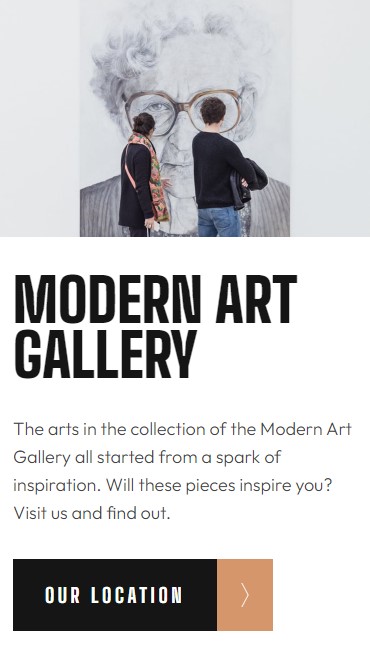 MODERN ART
GALLERY
The arts in the collection of the Modern Art
Gallery all started from a spark of
inspiration. Will these pieces inspire you?
Visit us and find out.
OUR LOCATION